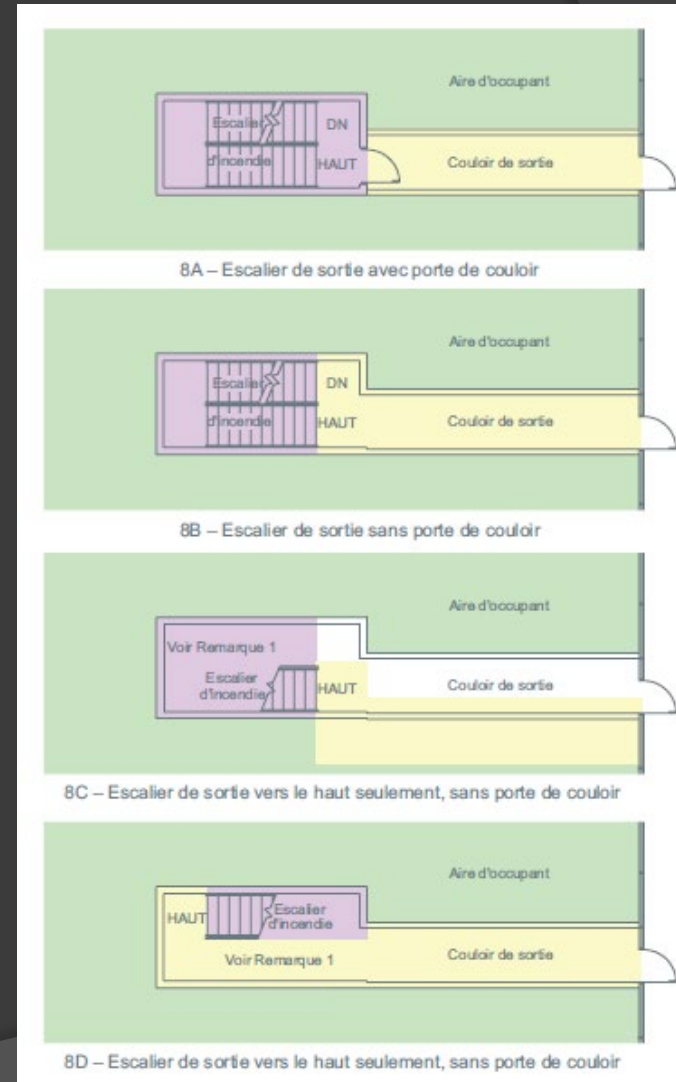 Aire d'occupant
Escalier
DN
d'incendie
HAUT
Couloir de sortie
8A – Escalier de sortie avec porte de couloir
Aire d'occupant
Escalier
DN
d'incendie
HAUT
Couloir de sortie
8B – Escalier de sortie sans porte de couloir
Aire d'occupant
Voir Remarque 1
Escalier
d'incendie
HAUT
Couloir de sortie
8C – Escalier de sortie vers le haut seulement, sans porte de couloir
Aire d'occupant
HAUT
Escalier
d'incendie
Voir Remarque 1
Couloir de sortie
8D – Escalier de sortie vers le haut seulement, sans porte de couloir